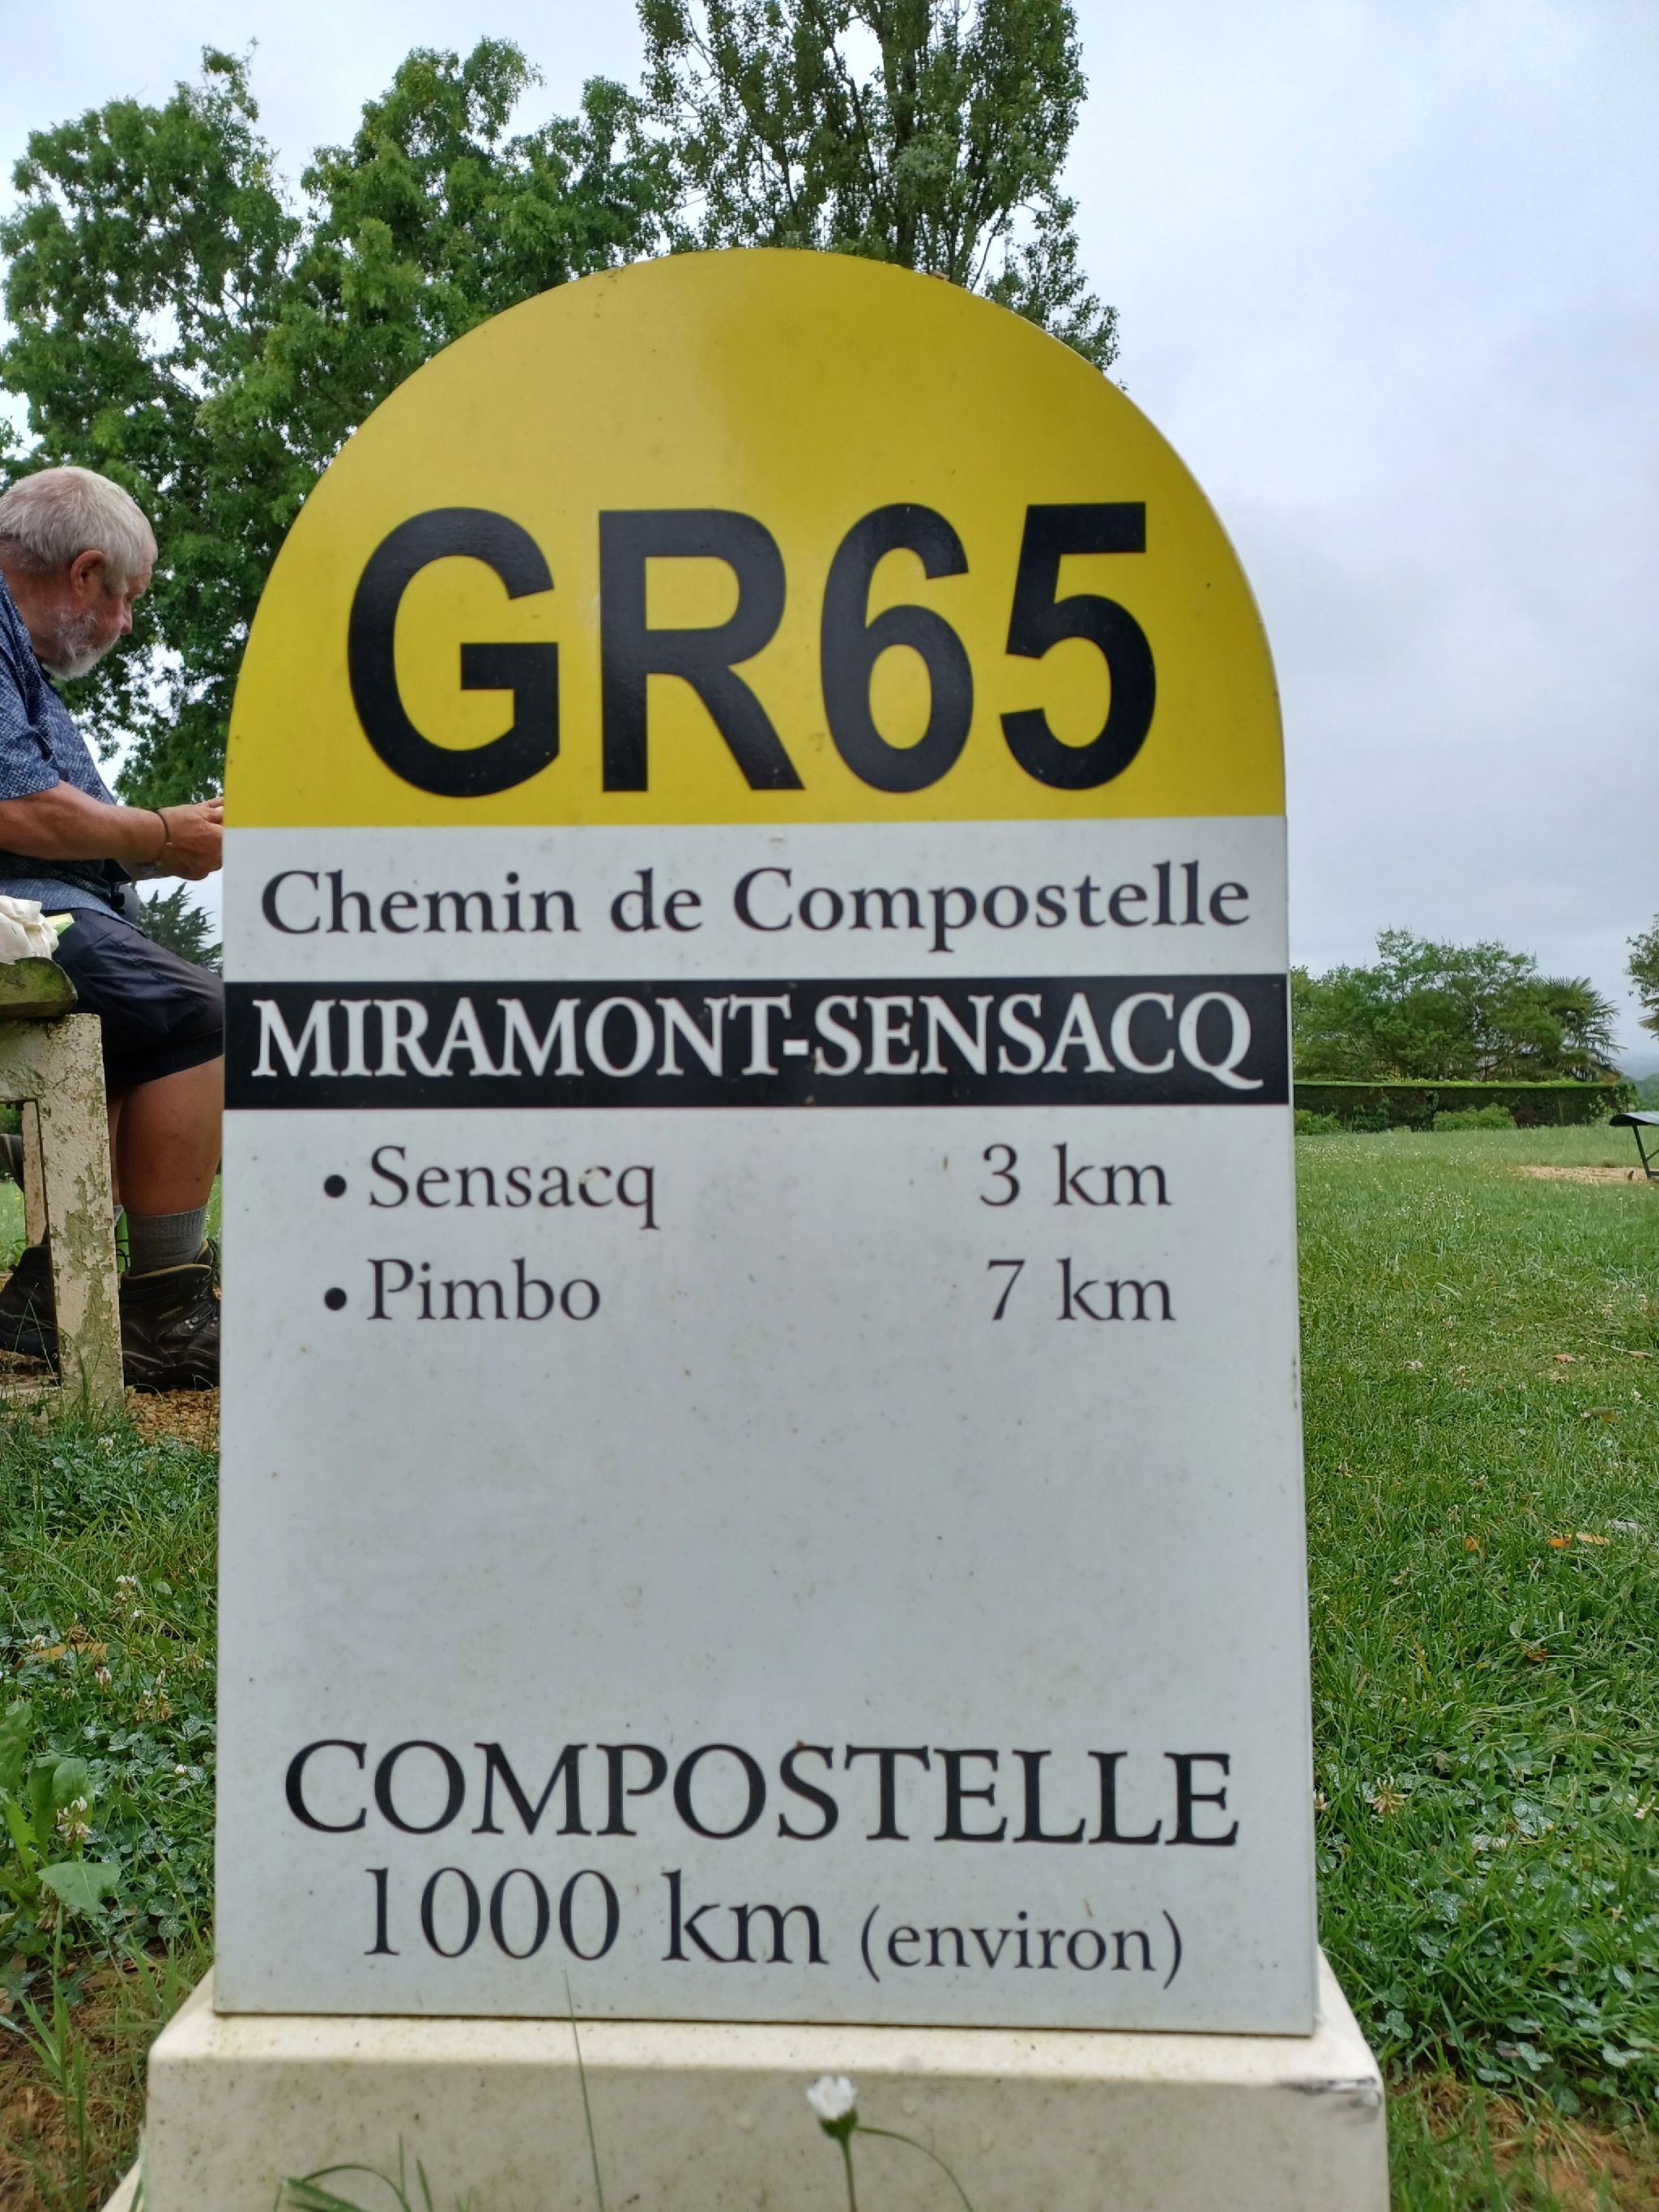 GR65
Chemin de Compostelle
MIRAMONT-SENSACQ
• Sensacq 3 km
• Pimbo 7 km
COMPOSTELLE
1000 km (environ)